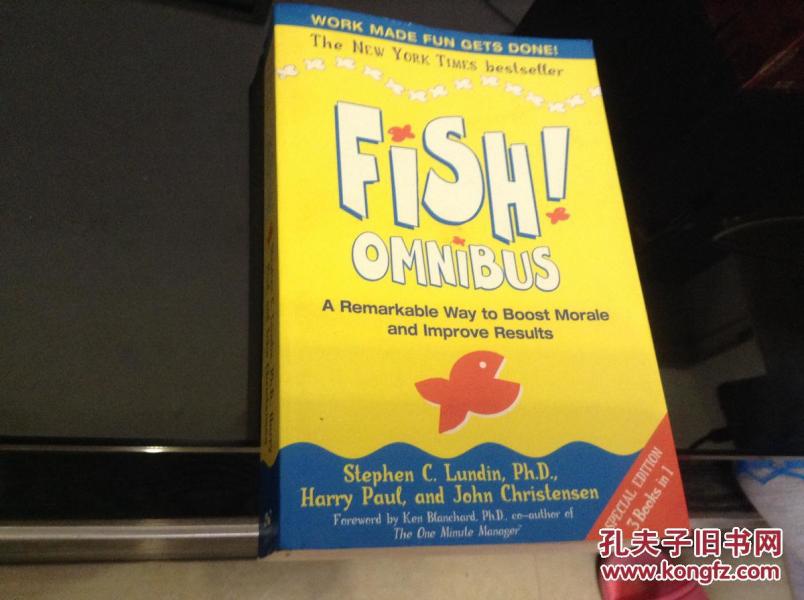 WORK MADE FUN GETS DONE!
The NEW YORK TIMES bestseller
FiSH!
OMNiBUS
A Remarkable Way to Boost Morale
and Improve Results
Stephen C. Lundin, Ph.D.,
Harry Paul, and John Christensen
Foreword by Ken Blanchard, Ph.D., co-author of
The One Minute Manager
SPECIAL EDITION
3 Books in 1
孔夫子旧书网
www.kongfz.com